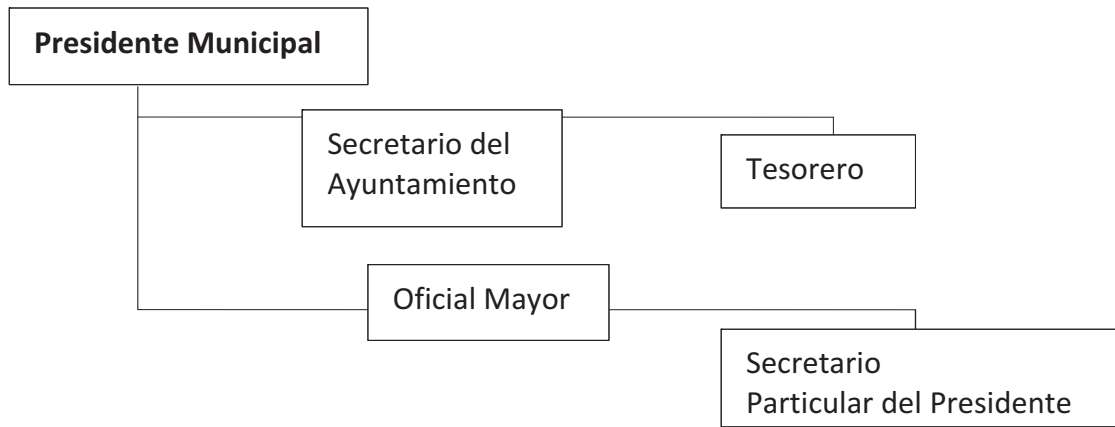 Presidente Municipal
Secretario del
Ayuntamiento
Tesorero
Oficial Mayor
Secretario
Particular del Presidente